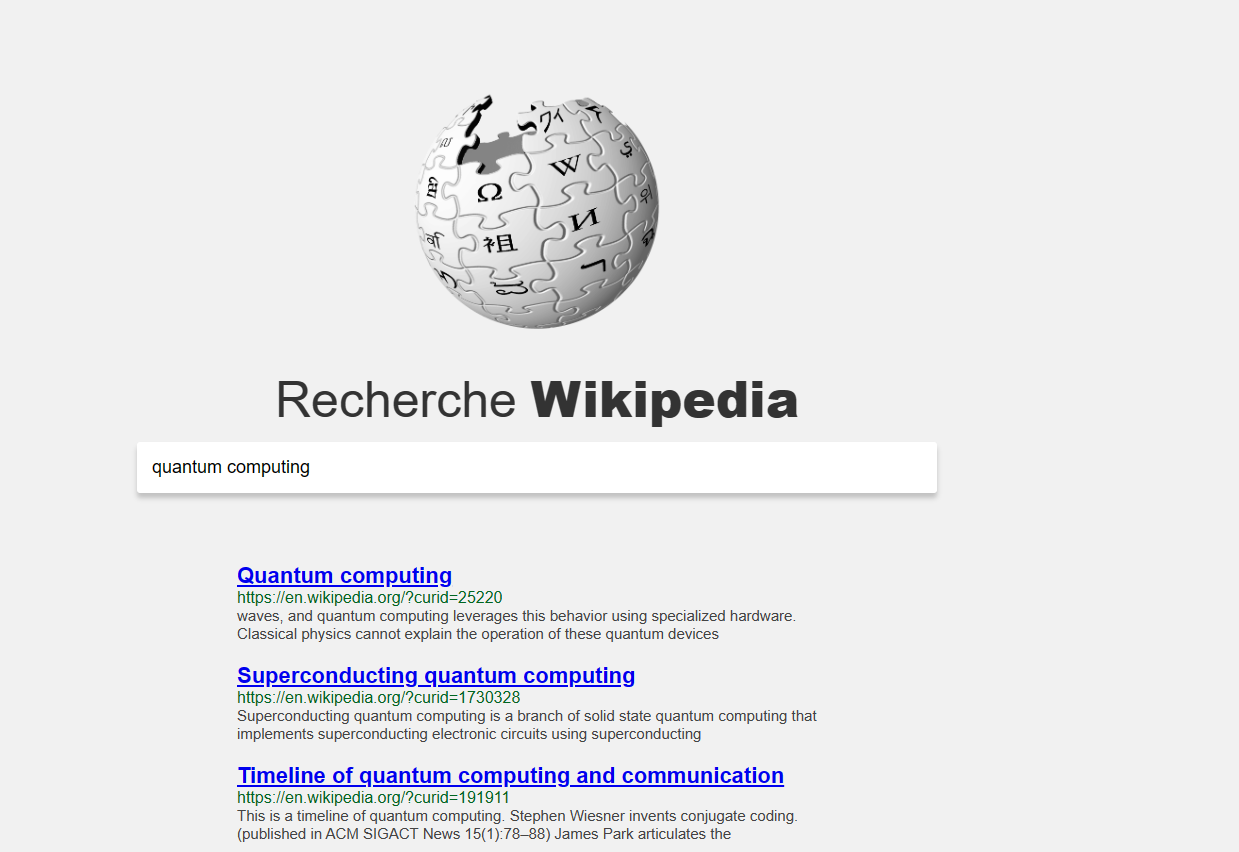 Ω
W
И
祖
Recherche Wikipedia
quantum computing
Quantum computing
https://en.wikipedia.org/?curid=25220
waves, and quantum computing leverages this behavior using specialized hardware.
Classical physics cannot explain the operation of these quantum devices
Superconducting quantum computing
https://en.wikipedia.org/?curid=1730328
Superconducting quantum computing is a branch of solid state quantum computing that
implements superconducting electronic circuits using superconducting
Timeline of quantum computing and communication
https://en.wikipedia.org/?curid=191911
This is a timeline of quantum computing. Stephen Wiesner invents conjugate coding.
(published in ACM SIGACT News 15(1):78–88) James Park articulates the